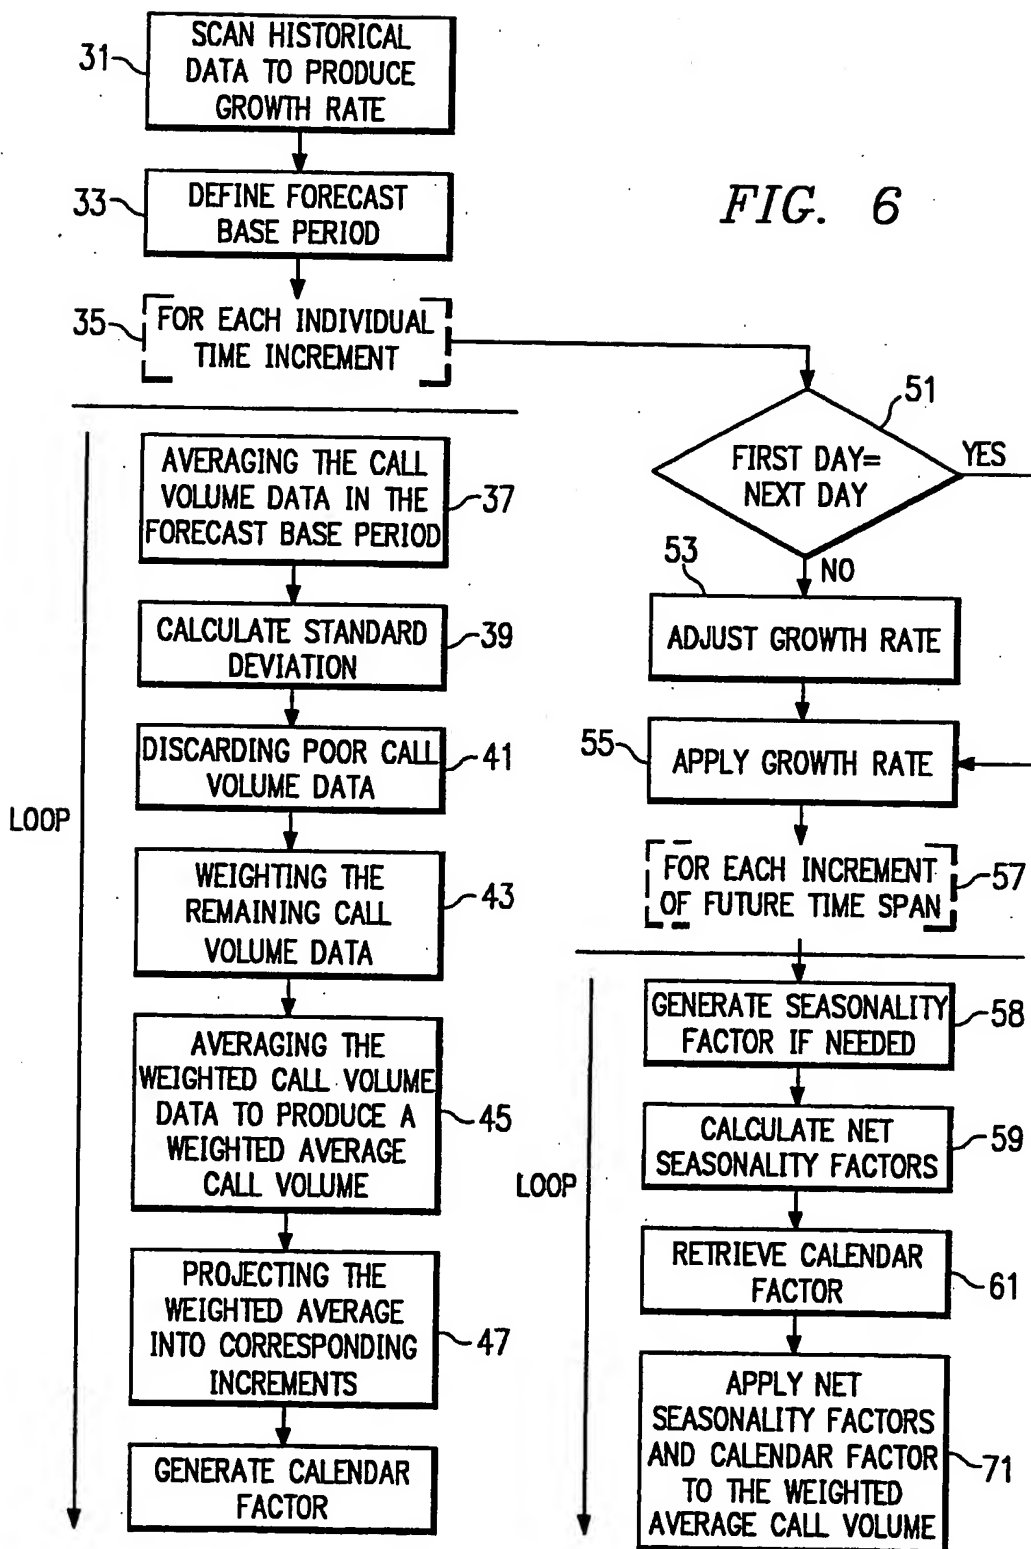 SCAN HISTORICAL
DATA TO PRODUCE
GROWTH RATE
31
DEFINE FORECAST
BASE PERIOD
33
FIG. 6
FOR EACH INDIVIDUAL
TIME INCREMENT
35
LOOP
AVERAGING THE CALL
VOLUME DATA IN THE
FORECAST BASE PERIOD
37
CALCULATE STANDARD
DEVIATION
39
DISCARDING POOR CALL
VOLUME DATA
41
WEIGHTING THE
REMAINING CALL
VOLUME DATA
43
AVERAGING THE
WEIGHTED CALL VOLUME
DATA TO PRODUCE A
WEIGHTED AVERAGE
CALL VOLUME
45
PROJECTING THE
WEIGHTED AVERAGE
INTO CORRESPONDING
INCREMENTS
47
GENERATE CALENDAR
FACTOR
51
FIRST DAY=
NEXT DAY
YES
NO
53
ADJUST GROWTH RATE
55
APPLY GROWTH RATE
FOR EACH INCREMENT
OF FUTURE TIME SPAN
57
LOOP
GENERATE SEASONALITY
FACTOR IF NEEDED
58
CALCULATE NET
SEASONALITY FACTORS
59
RETRIEVE CALENDAR
FACTOR
61
APPLY NET
SEASONALITY FACTORS
AND CALENDAR FACTOR
TO THE WEIGHTED
AVERAGE CALL VOLUME
71